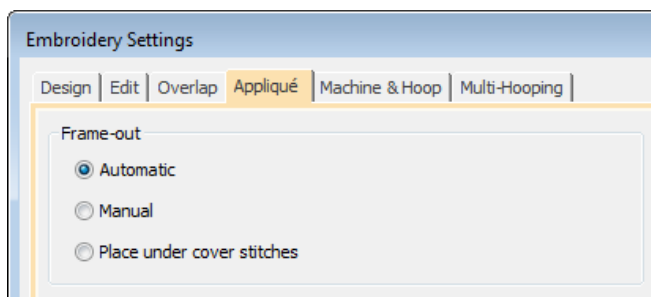 Embroidery Settings
Design Edit Overlap Appliqué Machine & Hoop Multi-Hooping
Frame-out
Automatic
Manual
Place under cover stitches